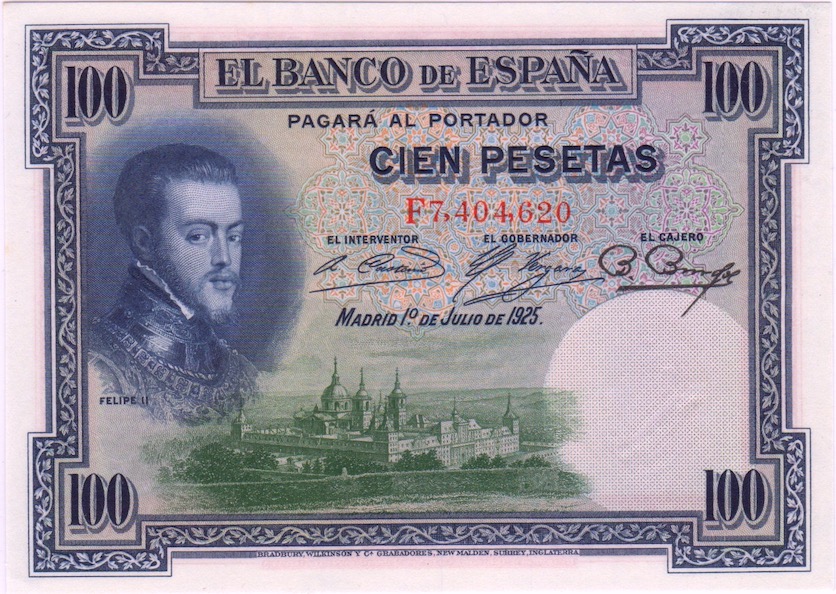 100 EL BANCO DE ESPAÑA 100
PAGARÁ AL PORTADOR
CIEN PESETAS
F7,404,620
EL INTERVENTOR EL GOBERNADOR EL CAJERO
MADRID 1º DE JULIO DE 1925.
FELIPE II
100 100
BRADBURY, WILKINSON Y Cª GRABADORES, NEW MALDEN, SURREY, INGLATERRA